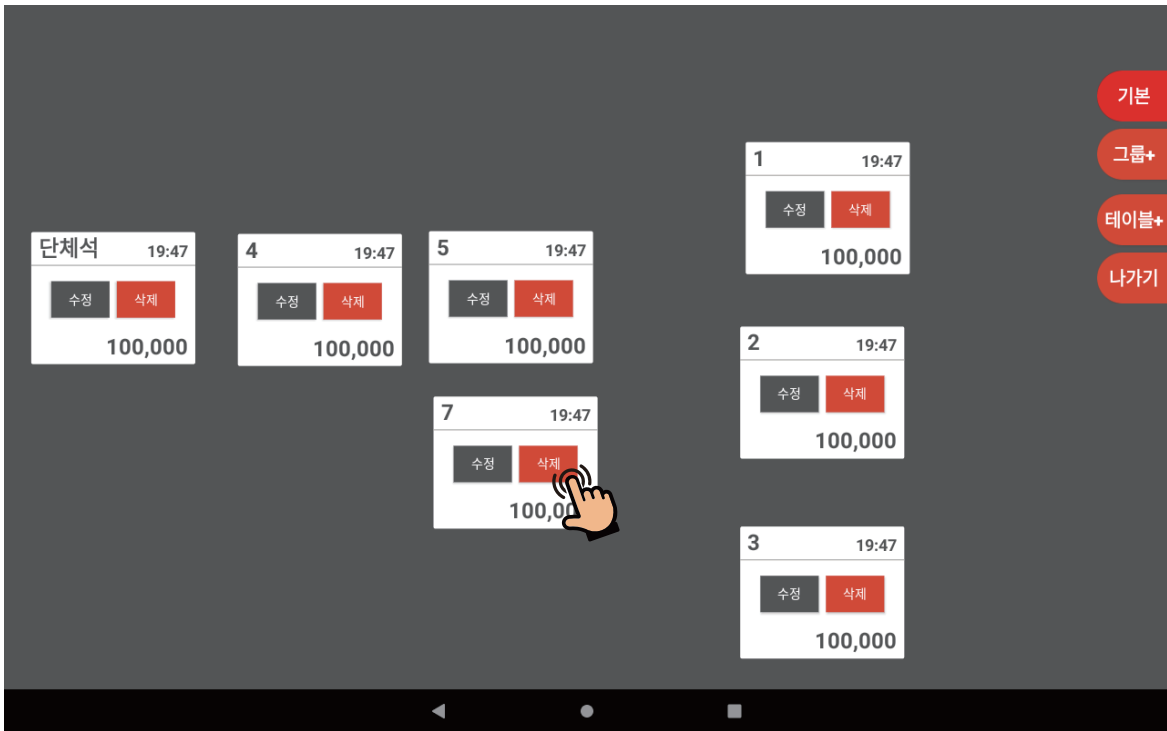 기본
그룹+
테이블+
나가기
1 19:47
수정 삭제
100,000
단체석 19:47
수정 삭제
100,000
4 19:47
수정 삭제
100,000
5 19:47
수정 삭제
100,000
2 19:47
수정 삭제
100,000
7 19:47
수정 삭제
100,00
3 19:47
수정 삭제
100,000